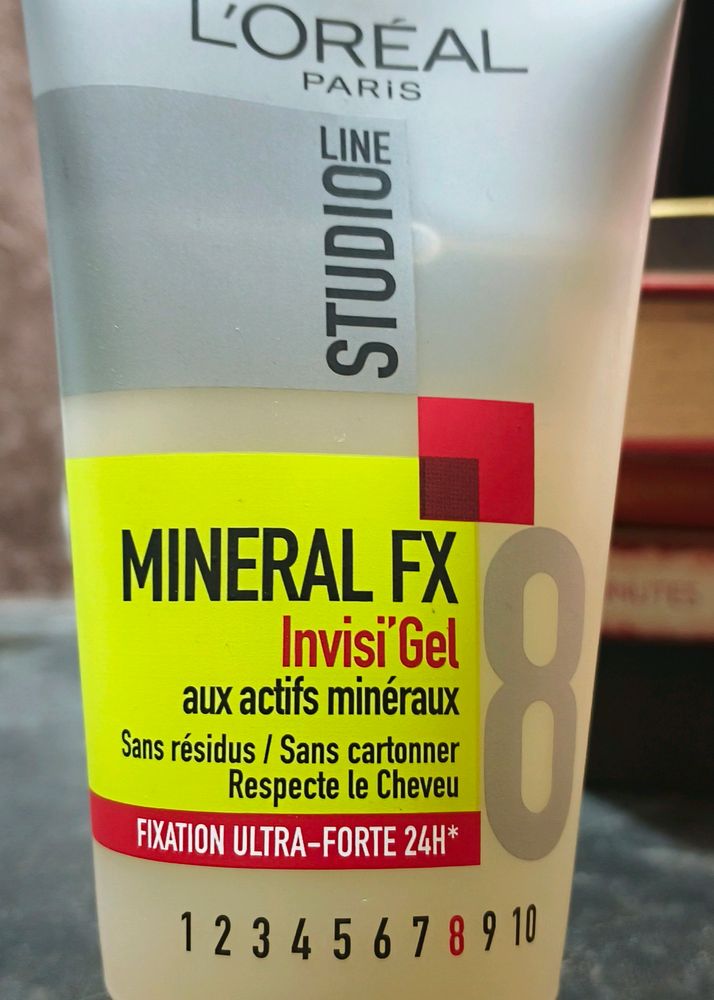 L'ORÉAL
PARiS
LINE
STUDIO
MINERAL FX
Invisi'Gel
aux actifs minéraux
Sans résidus / Sans cartonner
Respecte le Cheveu
8
FIXATION ULTRA-FORTE 24H*
1 2 3 4 5 6 7 8 9 10